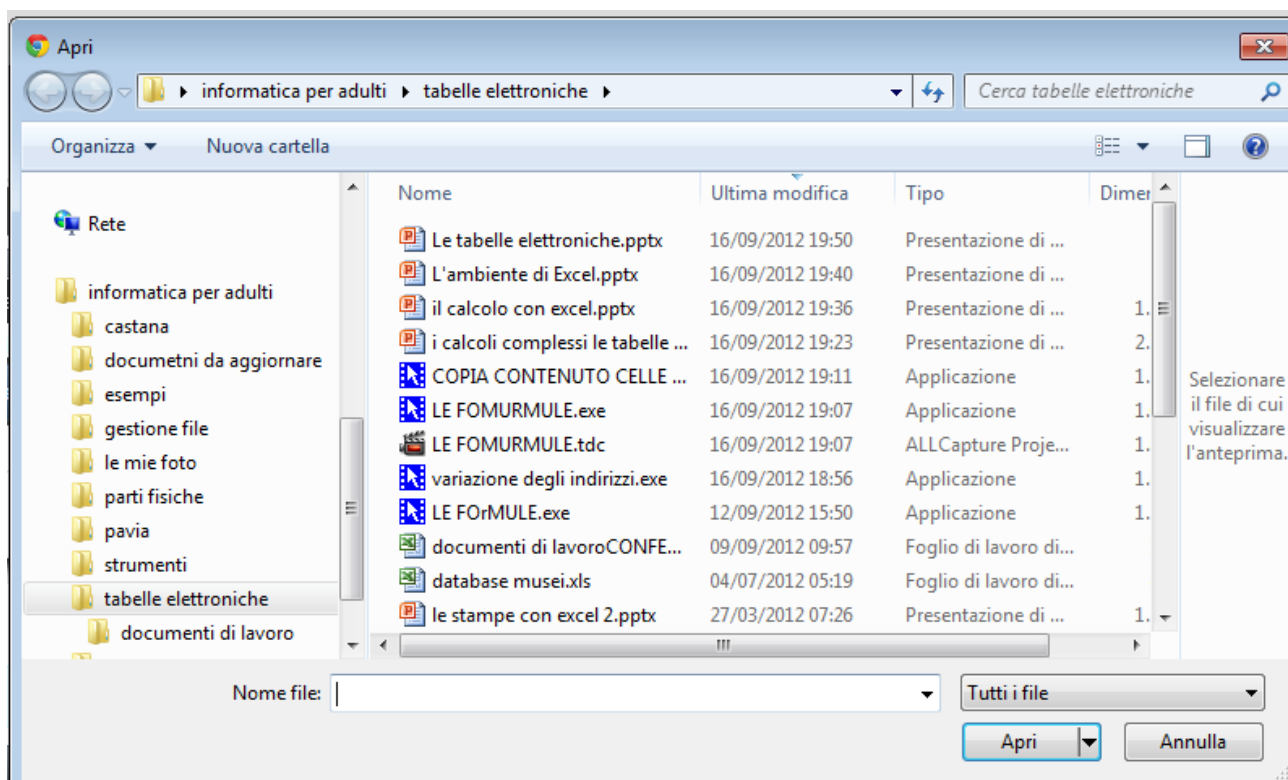 Apri
informatica per adulti tabelle elettroniche Cerca tabelle elettroniche
Organizza Nuova cartella
Rete
informatica per adulti
castana
documetni da aggiornare
esempi
gestione file
le mie foto
parti fisiche
pavia
strumenti
tabelle elettroniche
documenti di lavoro
Nome Ultima modifica Tipo Dimer
Le tabelle elettroniche.pptx 16/09/2012 19:50 Presentazione di ...
L'ambiente di Excel.pptx 16/09/2012 19:40 Presentazione di ...
il calcolo con excel.pptx 16/09/2012 19:36 Presentazione di ... 1.
i calcoli complessi le tabelle ... 16/09/2012 19:23 Presentazione di ... 2.
COPIA CONTENUTO CELLE ... 16/09/2012 19:11 Applicazione 1.
LE FOMURMULE.exe 16/09/2012 19:07 Applicazione 1.
LE FOMURMULE.tdc 16/09/2012 19:07 ALLCapture Proje... 1.
variazione degli indirizzi.exe 16/09/2012 18:56 Applicazione 1.
LE FOrMULE.exe 12/09/2012 15:50 Applicazione 1.
documenti di lavoroCONFE... 09/09/2012 09:57 Foglio di lavoro di...
database musei.xls 04/07/2012 05:19 Foglio di lavoro di...
le stampe con excel 2.pptx 27/03/2012 07:26 Presentazione di ... 1.
Selezionare
il file di cui
visualizzare
l'anteprima.
Nome file: Tutti i file
Apri Annulla